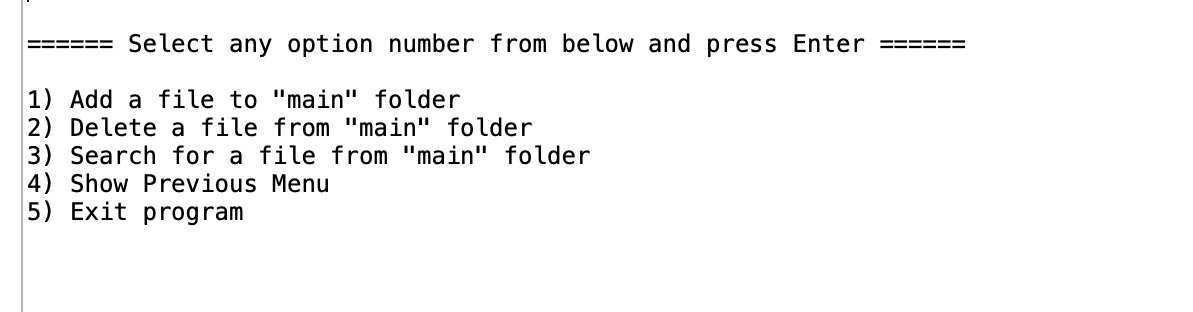 ====== Select any option number from below and press Enter ======
1) Add a file to "main" folder
2) Delete a file from "main" folder
3) Search for a file from "main" folder
4) Show Previous Menu
5) Exit program